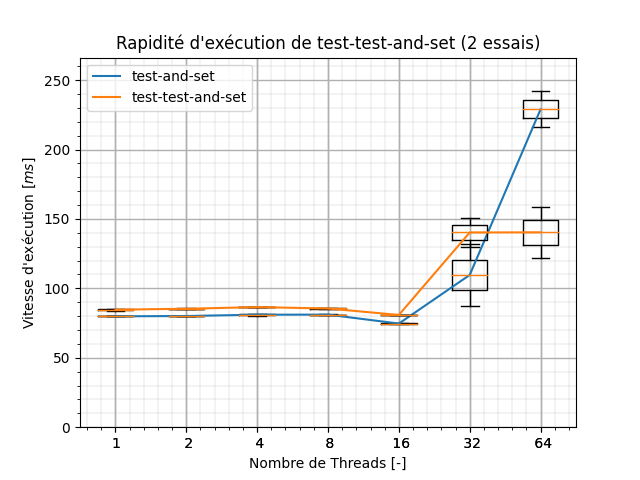 Rapidité d'exécution de test-test-and-set (2 essais)
test-and-set
test-test-and-set
Vitesse d'exécution [ms]
250
200
150
100
50
0
1 2 4 8 16 32 64
Nombre de Threads [-]